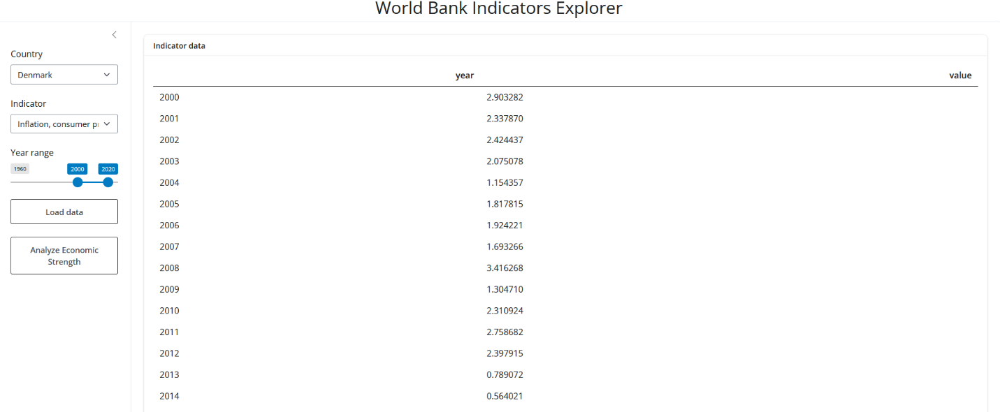 World Bank Indicators Explorer
Country
Denmark
Indicator
Inflation, consumer p
Year range
1960
2000
2020
Load data
Analyze Economic
Strength
Indicator data
year value
2000 2.903282
2001 2.337870
2002 2.424437
2003 2.075078
2004 1.154357
2005 1.817815
2006 1.924221
2007 1.693266
2008 3.416268
2009 1.304710
2010 2.310924
2011 2.758682
2012 2.397915
2013 0.789072
2014 0.564021